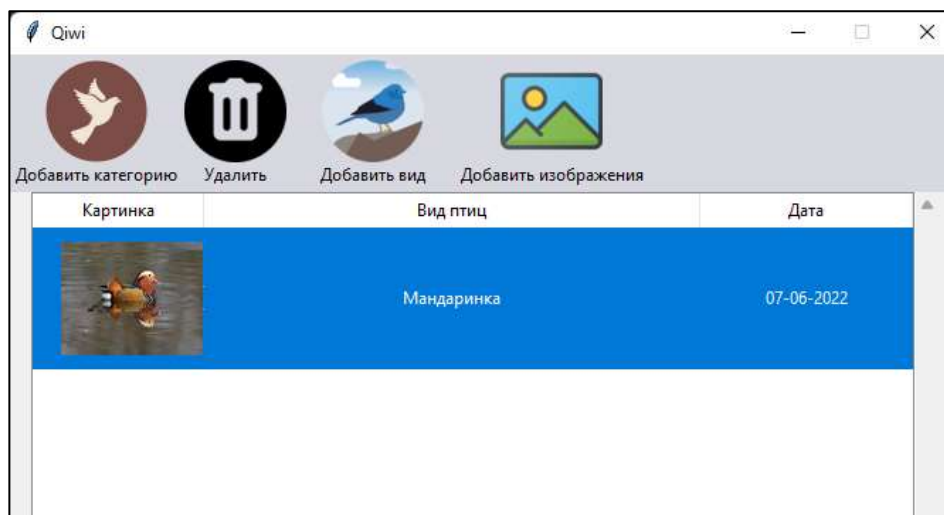 Qiwi
Добавить категорию Удалить Добавить вид Добавить изображения
Картинка Вид птиц Дата
Мандаринка 07-06-2022